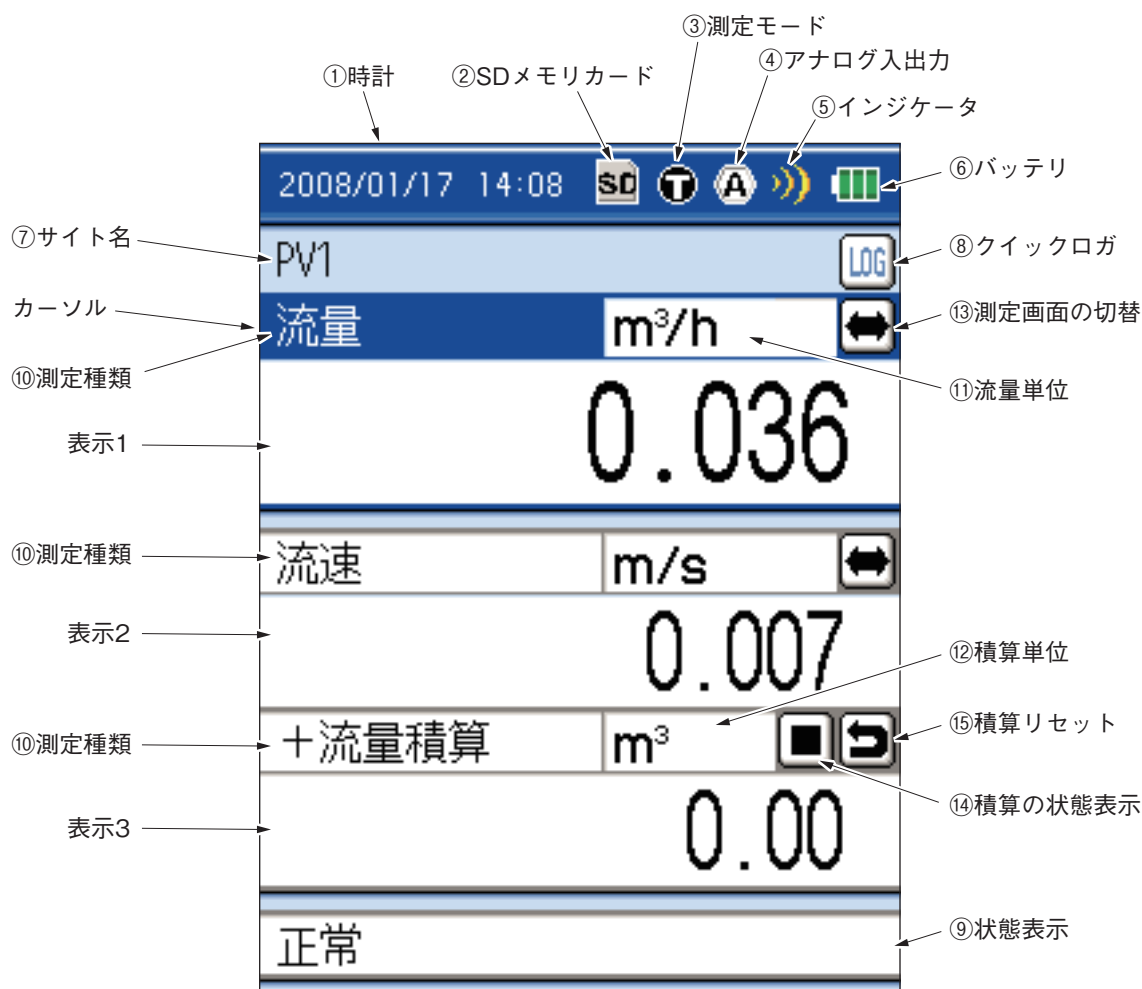 ③測定モード
④アナログ入出力
①時計
②SDメモリカード
⑤インジケータ
⑥バッテリ
2008/01/17 14:08 SD T A
⑦サイト名
PV1
LOG
⑧クイックロガ
カーソル
流量
m³/h
⑬測定画面の切替
⑩測定種類
⑪流量単位
表示1
0.036
⑩測定種類
流速
m/s
表示2
0.007
⑫積算単位
⑩測定種類
+流量積算
m³
⑮積算リセット
表示3
0.00
⑭積算の状態表示
正常
⑨状態表示